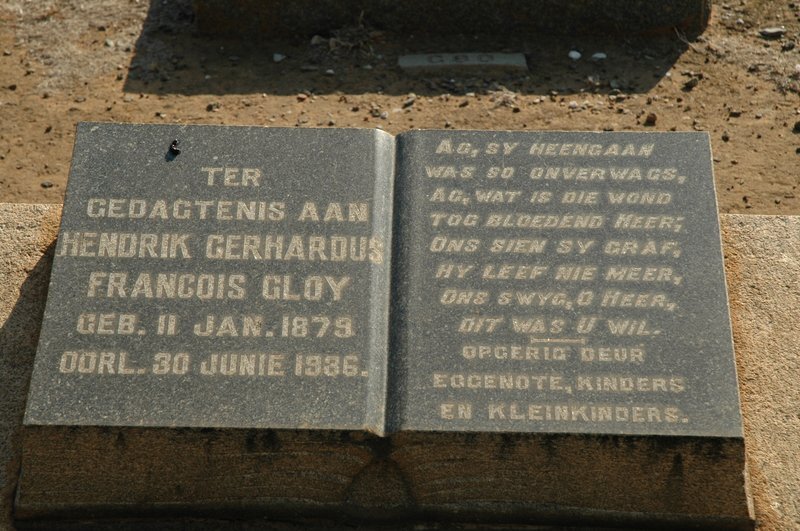 TER
GEDAGTENIS AAN
HENDRIK GERHARDUS
FRANCOIS GLOY
GEB. 11 JAN. 1879
OORL. 30 JUNIE 1936.
AG, SY HEENGAAN
WAS SO ONVERWAGS,
AG, WAT IS DIE WOND
TOG BLOEDEND HEER;
ONS SIEN SY GRAF,
HY LEEF NIE MEER,
ONS SWYG, O HEER,
DIT WAS U WIL.
OPGERIG DEUR
EGGENOTE, KINDERS
EN KLEINKINDERS.